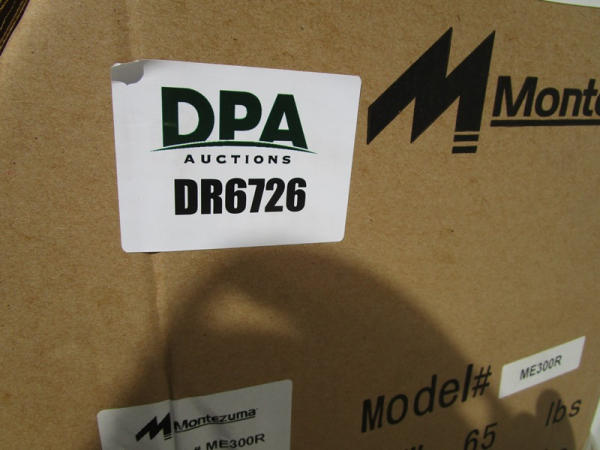 DPA
AUCTIONS
DR6726
Monte
Model# ME300R
65 lbs
MONTEZUMA
# ME300R